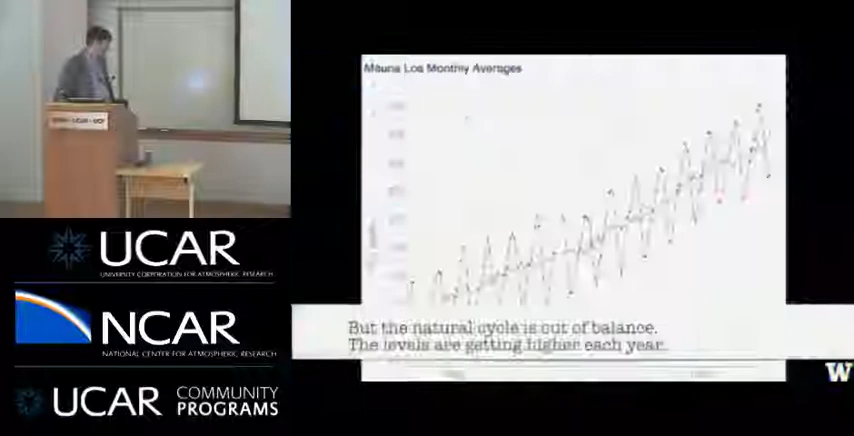 UCAR
UNIVERSITY CORPORATION FOR ATMOSPHERIC RESEARCH
NCAR
NATIONAL CENTER FOR ATMOSPHERIC RESEARCH
UCAR COMMUNITY
PROGRAMS
Mauna Loa Monthly Averages
But the natural cycle is out of balance.
The levels are getting higher each year.
W